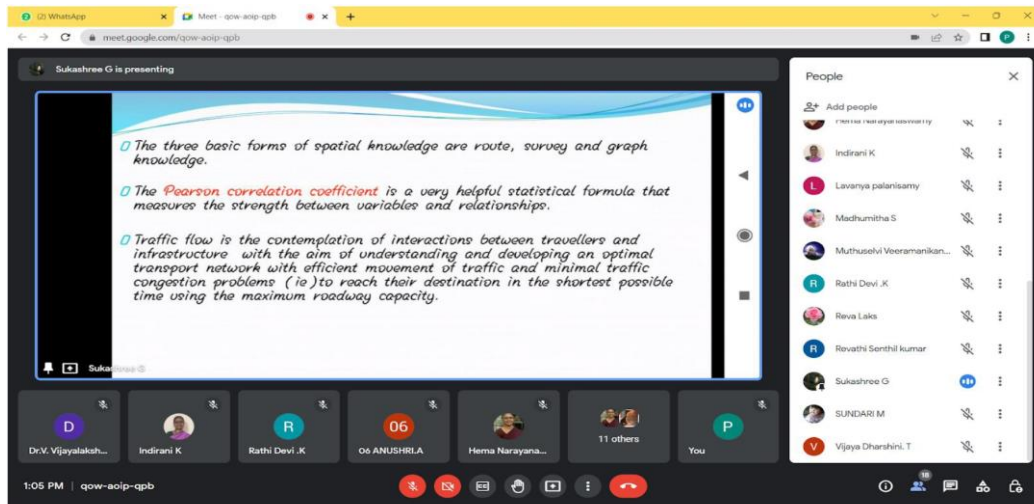 (2) WhatsApp
Meet - qow-aoip-qpb
meet.google.com/qow-aoip-qpb
P
Sukashree G is presenting
The three basic forms of spatial knowledge are route, survey and graph
knowledge.
The Pearson correlation coefficient is a very helpful statistical formula that
measures the strength between variables and relationships.
Traffic flow is the contemplation of interactions between travellers and
infrastructure with the aim of understanding and developing an optimal
transport network with efficient movement of traffic and minimal traffic
congestion problems ( ie )to reach their destination in the shortest possible
time using the maximum roadway capacity.
Sukashree G
D
Dr.V. Vijayalaksh...
Indirani K
R
Rathi Devi .K
06
06 ANUSHRI.A
Hema Narayana...
11 others
P
You
People
Add people
Hema Narayanaswamy
Indirani K
L
Lavanya palanisamy
Madhumitha S
Muthuselvi Veeramanikan...
R
Rathi Devi .K
Reva Laks
R
Revathi Senthil kumar
Sukashree G
SUNDARI M
V
Vijaya Dharshini. T
1:05 PM | qow-aoip-qpb
CC
18